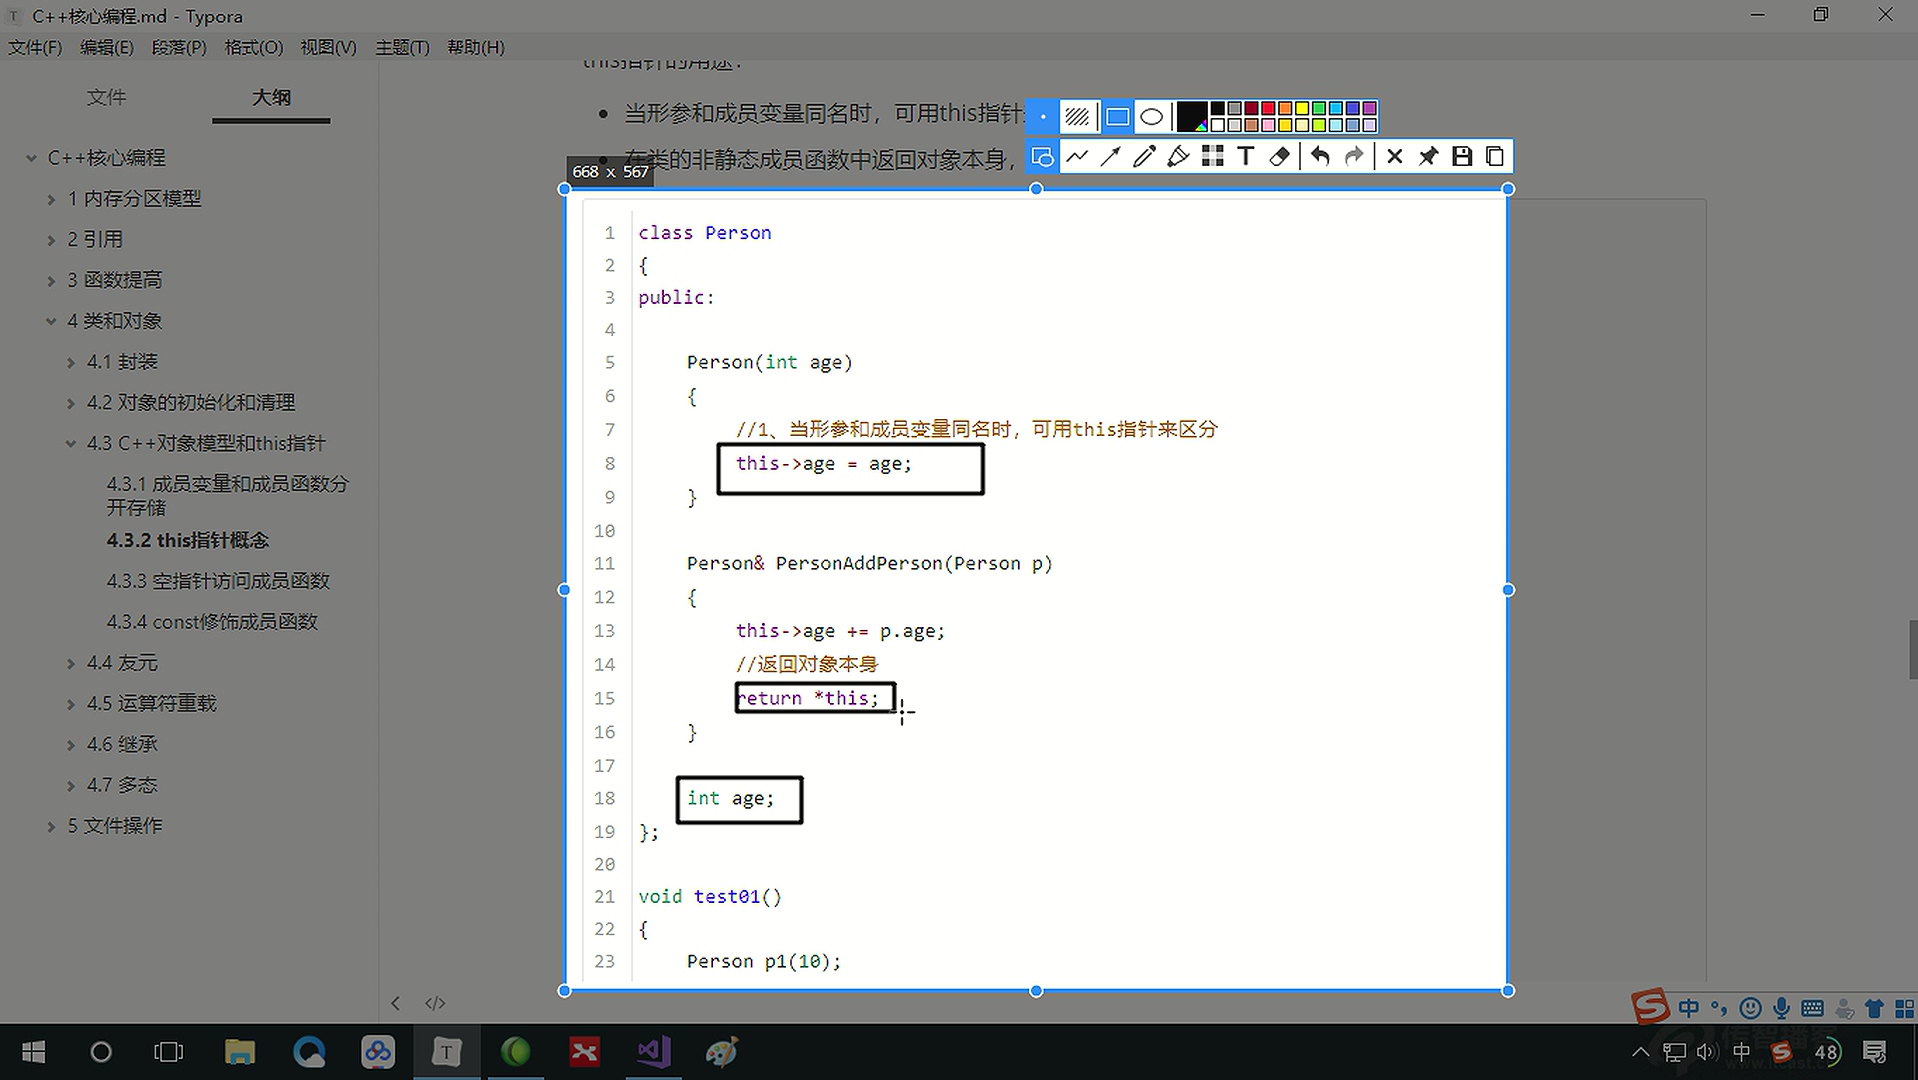 C++核心编程.md - Typora
文件(F) 编辑(E) 段落(P) 格式(O) 视图(V) 主题(T) 帮助(H)
文件 大纲
C++核心编程
1 内存分区模型
2 引用
3 函数提高
4 类和对象
4.1 封装
4.2 对象的初始化和清理
4.3 C++对象模型和this指针
4.3.1 成员变量和成员函数分
开存储
4.3.2 this指针概念
4.3.3 空指针访问成员函数
4.3.4 const修饰成员函数
4.4 友元
4.5 运算符重载
4.6 继承
4.7 多态
5 文件操作
this指针的用途：
当形参和成员变量同名时，可用this指针
在类的非静态成员函数中返回对象本身，
668 x 567
1 class Person
2 {
3 public:
4
5 Person(int age)
6 {
7 //1、当形参和成员变量同名时，可用this指针来区分
8 this->age = age;
9 }
10
11 Person& PersonAddPerson(Person p)
12 {
13 this->age += p.age;
14 //返回对象本身
15 return *this;
16 }
17
18 int age;
19 };
20
21 void test01()
22 {
23 Person p1(10);
中
中 48